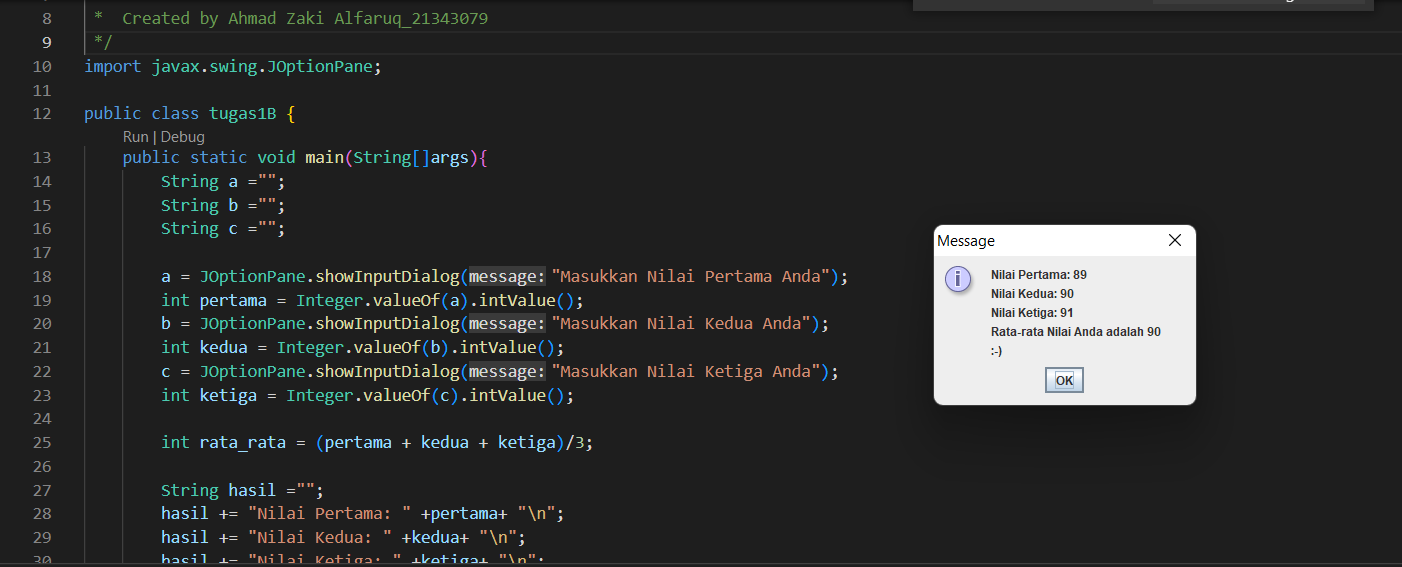 8 * Created by Ahmad Zaki Alfaruq_21343079
9 */
10 import javax.swing.JOptionPane;
11
12 public class tugas1B {
Run | Debug
13 public static void main(String[]args){
14 String a ="";
15 String b ="";
16 String c ="";
17
18 a = JOptionPane.showInputDialog(message: "Masukkan Nilai Pertama Anda");
19 int pertama = Integer.valueOf(a).intValue();
20 b = JOptionPane.showInputDialog(message: "Masukkan Nilai Kedua Anda");
21 int kedua = Integer.valueOf(b).intValue();
22 c = JOptionPane.showInputDialog(message: "Masukkan Nilai Ketiga Anda");
23 int ketiga = Integer.valueOf(c).intValue();
24
25 int rata_rata = (pertama + kedua + ketiga)/3;
26
27 String hasil ="";
28 hasil += "Nilai Pertama: " +pertama+ "\n";
29 hasil += "Nilai Kedua: " +kedua+ "\n";
30 hasil += "Nilai Ketiga: " +ketiga+ "\n";
Message
Nilai Pertama: 89
Nilai Kedua: 90
Nilai Ketiga: 91
Rata-rata Nilai Anda adalah 90
:-)
OK